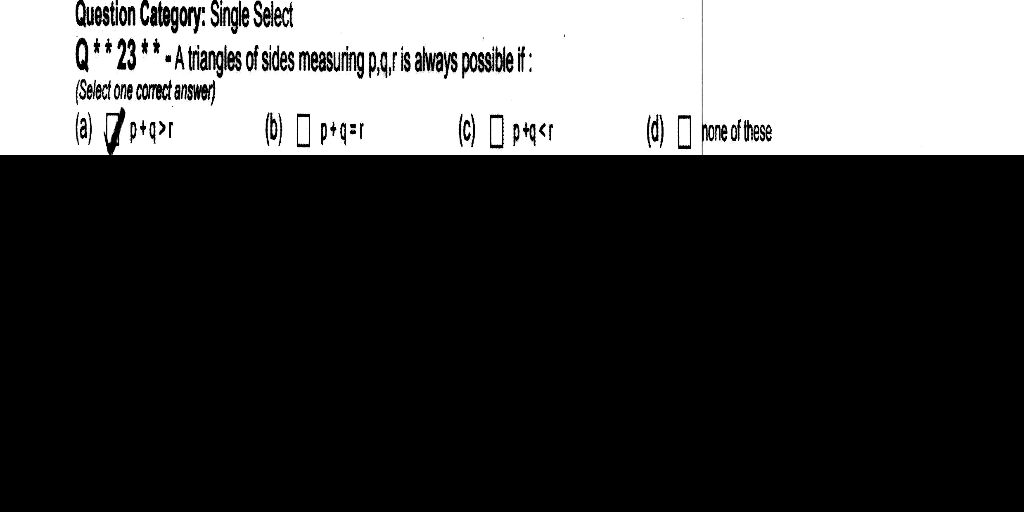 Question Category: Single Select
Q**23** - A triangles of sides measuring p,q,r is always possible if :
(Select one correct answer)
(a) p+q>r (b) p+q=r (c) p+q<r (d) none of these